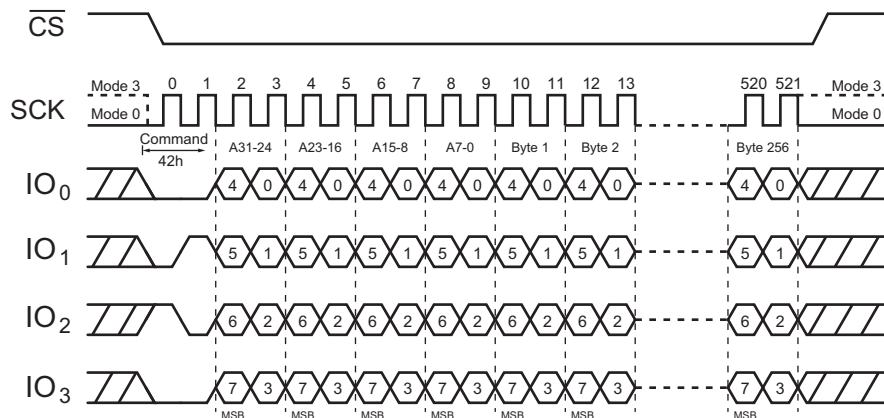 CS
Mode 3 0 1 2 3 4 5 6 7 8 9 10 11 12 13 520 521 Mode 3
SCK Mode 0 Mode 0
Command A31-24 A23-16 A15-8 A7-0 Byte 1 Byte 2 Byte 256
42h
IO0 4 0 4 0 4 0 4 0 4 0 4 0 4 0
IO1 5 1 5 1 5 1 5 1 5 1 5 1 5 1
IO2 6 2 6 2 6 2 6 2 6 2 6 2 6 2
IO3 7 3 7 3 7 3 7 3 7 3 7 3 7 3
MSB MSB MSB MSB MSB MSB MSB